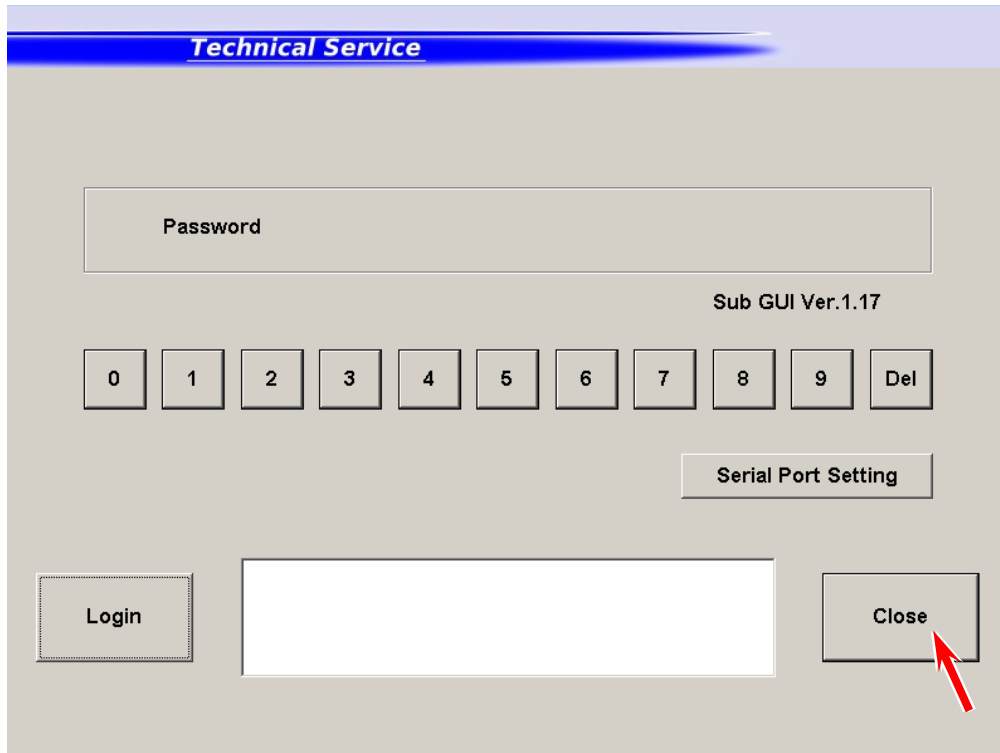 Technical Service
Password
Sub GUI Ver.1.17
0 1 2 3 4 5 6 7 8 9 Del
Serial Port Setting
Login
Close